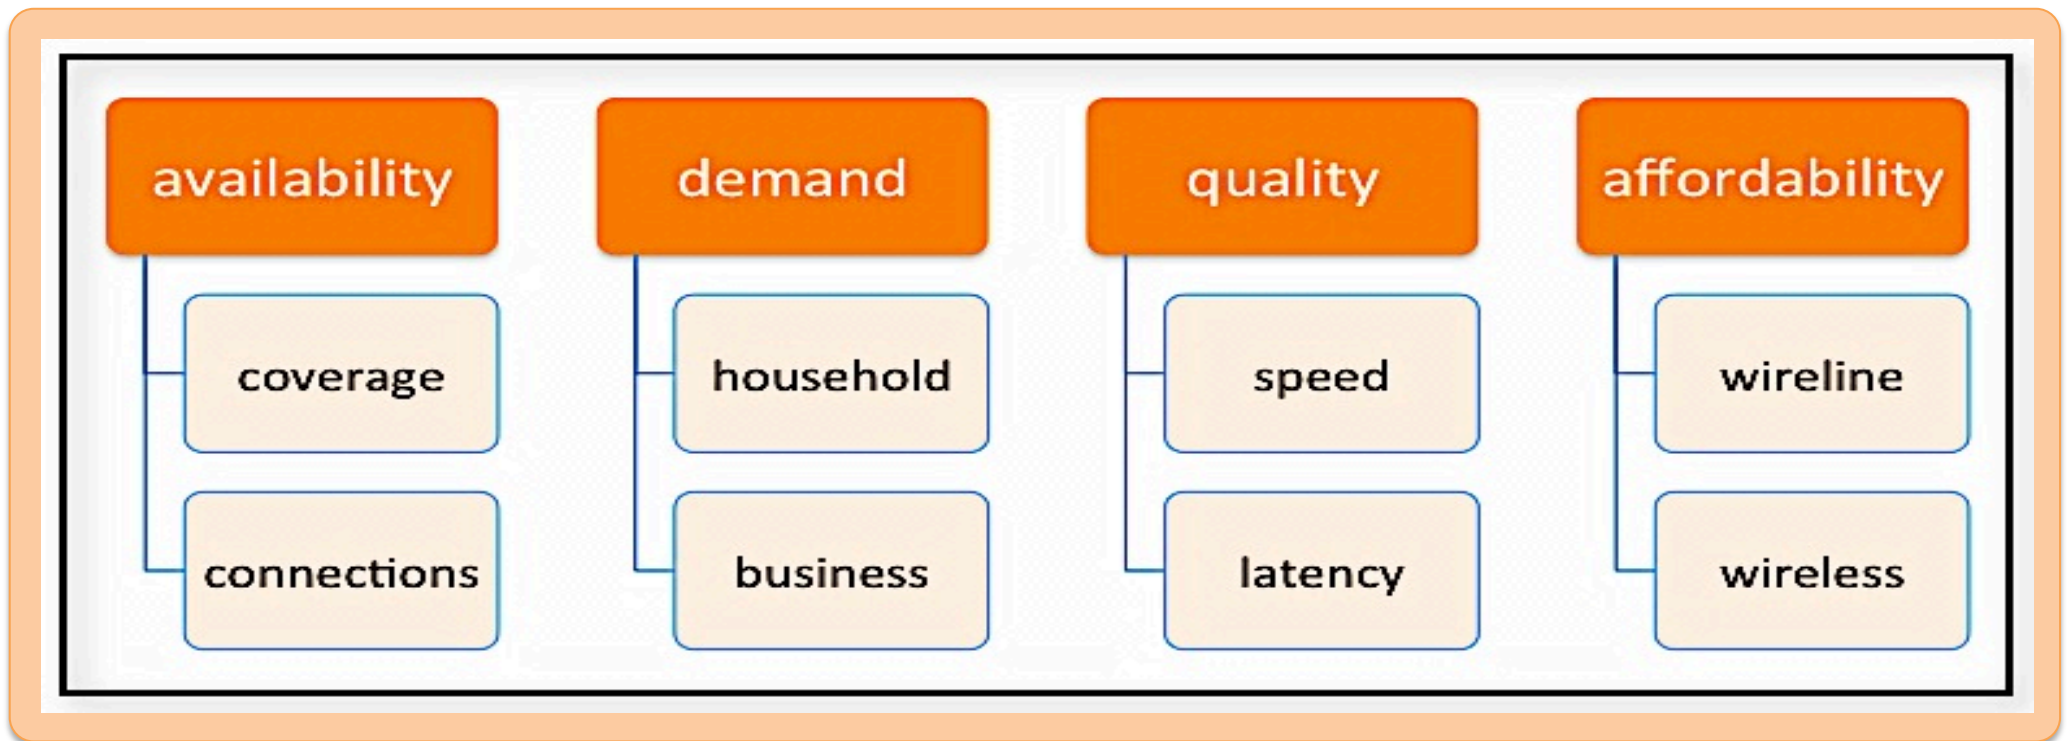 availability
coverage
connections
demand
household
business
quality
speed
latency
affordability
wireline
wireless